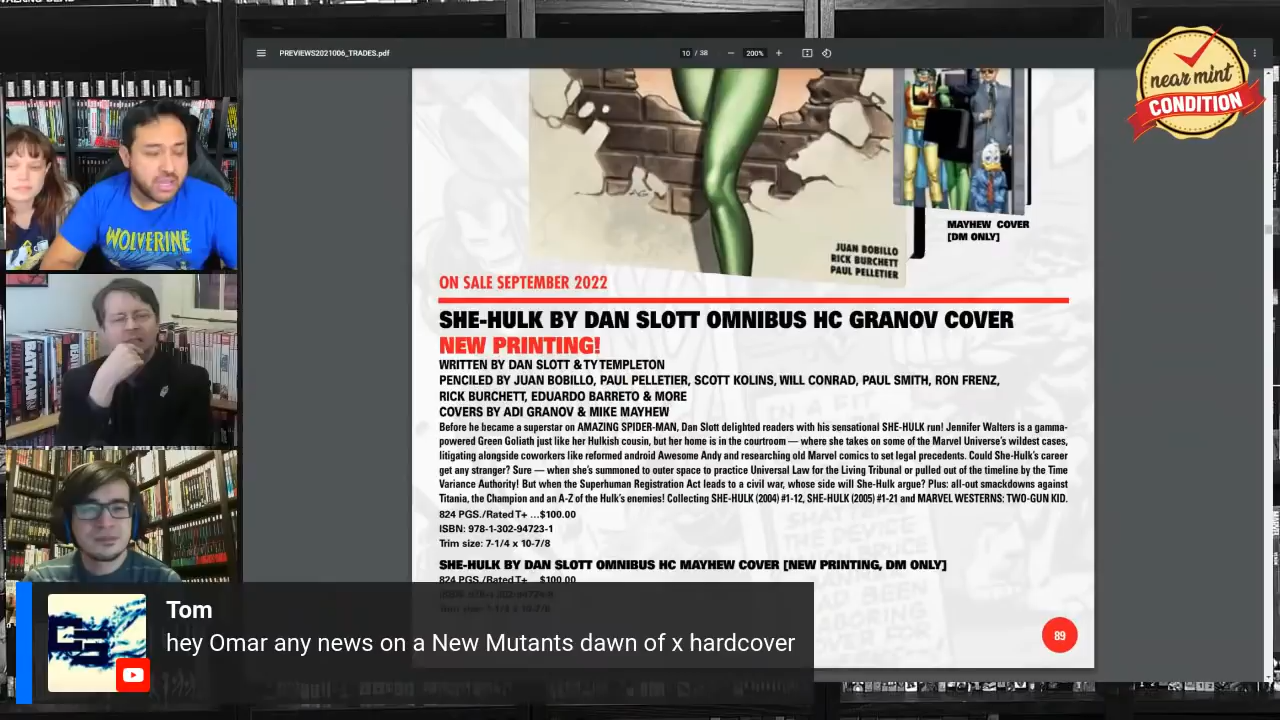 PREVIEWS2021006_TRADES.pdf
10 / 38
200%
near mint
CONDITION
WOLVERINE
BATMAN
MAYHEW COVER
[DM ONLY]
JUAN BOBILLO
RICK BURCHETT
PAUL PELLETIER
ON SALE SEPTEMBER 2022
SHE-HULK BY DAN SLOTT OMNIBUS HC GRANOV COVER
NEW PRINTING!
WRITTEN BY DAN SLOTT & TY TEMPLETON
PENCILED BY JUAN BOBILLO, PAUL PELLETIER, SCOTT KOLINS, WILL CONRAD, PAUL SMITH, RON FRENZ,
RICK BURCHETT, EDUARDO BARRETO & MORE
COVERS BY ADI GRANOV & MIKE MAYHEW
Before he became a superstar on AMAZING SPIDER-MAN, Dan Slott delighted readers with his sensational SHE-HULK run! Jennifer Walters is a gamma-
powered Green Goliath just like her Hulkish cousin, but her home is in the courtroom — where she takes on some of the Marvel Universe's wildest cases,
litigating alongside coworkers like reformed android Awesome Andy and researching old Marvel comics to set legal precedents. Could She-Hulk's career
get any stranger? Sure — when she's summoned to outer space to practice Universal Law for the Living Tribunal or pulled out of the timeline by the Time
Variance Authority! But when the Superhuman Registration Act leads to a civil war, whose side will She-Hulk argue? Plus: all-out smackdowns against
Titania, the Champion and an A-Z of the Hulk's enemies! Collecting SHE-HULK (2004) #1-12, SHE-HULK (2005) #1-21 and MARVEL WESTERNS: TWO-GUN KID.
824 PGS./Rated T+ ...$100.00
ISBN: 978-1-302-94723-1
Trim size: 7-1/4 x 10-7/8
SHE-HULK BY DAN SLOTT OMNIBUS HC MAYHEW COVER [NEW PRINTING, DM ONLY]
824 PGS./Rated T+ ...$100.00
Trim size: 7-1/4 x 10-7/8
89
Tom
hey Omar any news on a New Mutants dawn of x hardcover